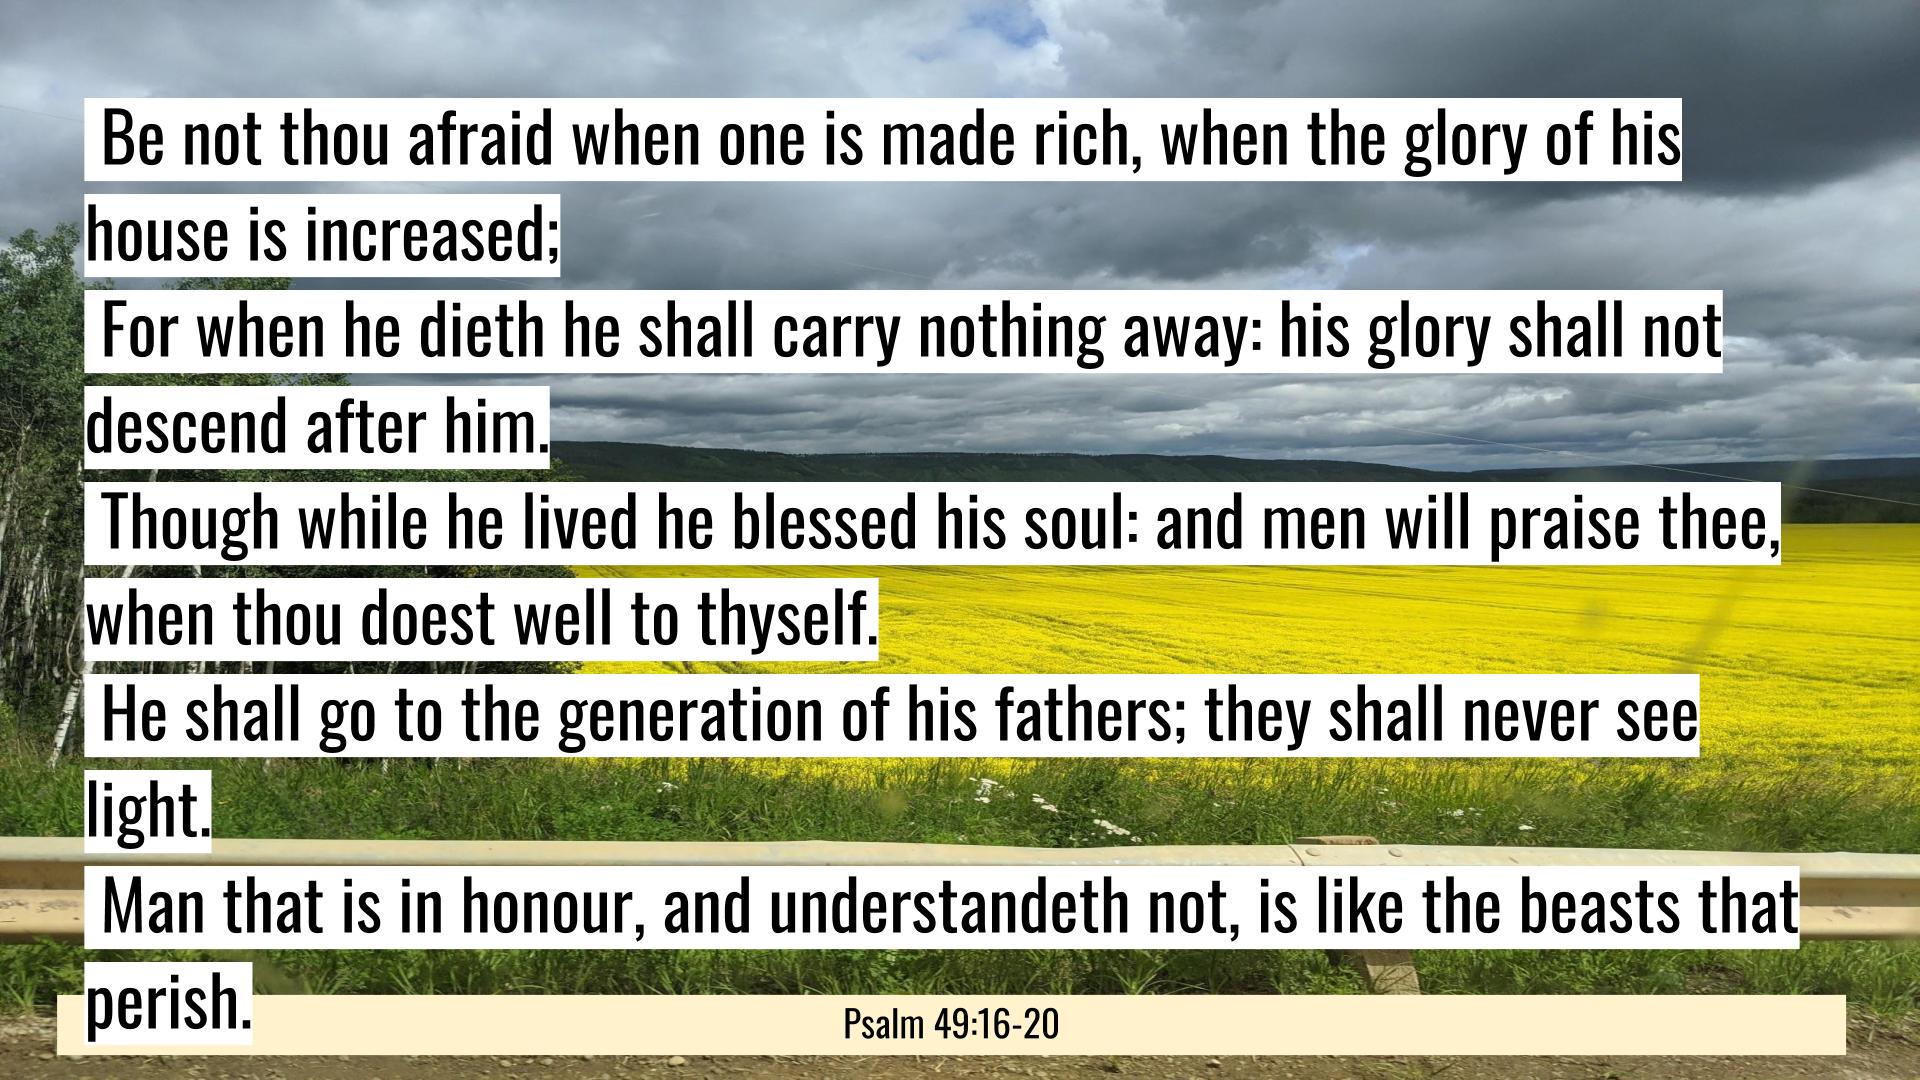 Be not thou afraid when one is made rich, when the glory of his
house is increased;
For when he dieth he shall carry nothing away: his glory shall not
descend after him.
Though while he lived he blessed his soul: and men will praise thee,
when thou doest well to thyself.
He shall go to the generation of his fathers; they shall never see
light.
Man that is in honour, and understandeth not, is like the beasts that
perish.
Psalm 49:16-20